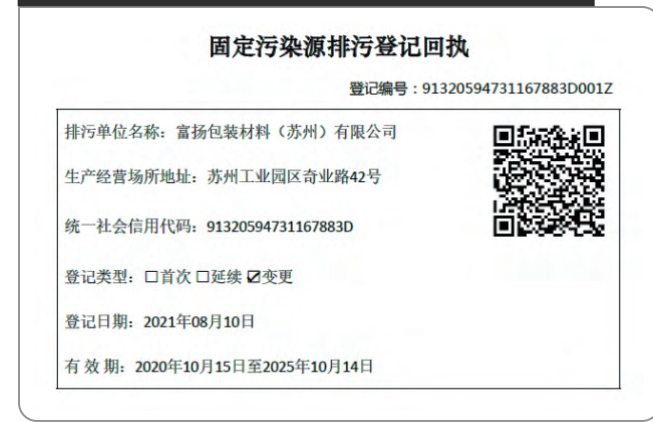 固定污染源排污登记回执
登记编号：91320594731167883D001Z
排污单位名称：富扬包装材料（苏州）有限公司
生产经营场所地址：苏州工业园区奇业路42号
统一社会信用代码：91320594731167883D
登记类型：☐首次 ☐延续 ☑变更
登记日期：2021年08月10日
有 效 期：2020年10月15日至2025年10月14日